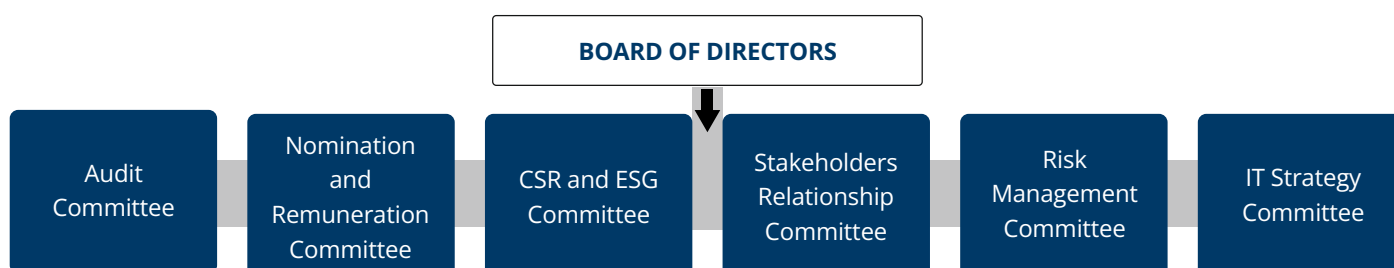 BOARD OF DIRECTORS
Audit
Committee
Nomination
and
Remuneration
Committee
CSR and ESG
Committee
Stakeholders
Relationship
Committee
Risk
Management
Committee
IT Strategy
Committee